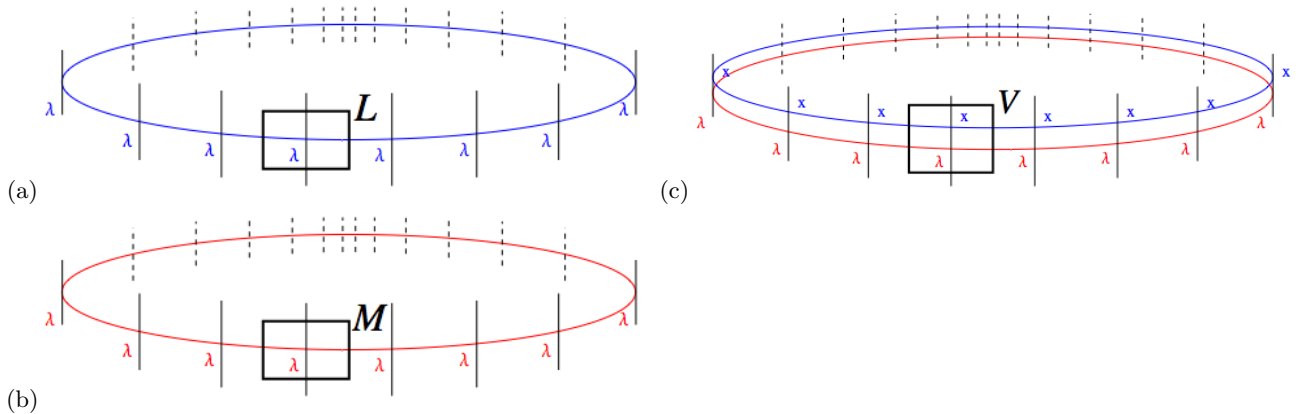 L
λ λ λ λ λ λ λ λ
(a)
M
λ λ λ λ λ λ λ λ
(b)
V
x x x x x x x x
λ λ λ λ λ λ λ λ
(c)